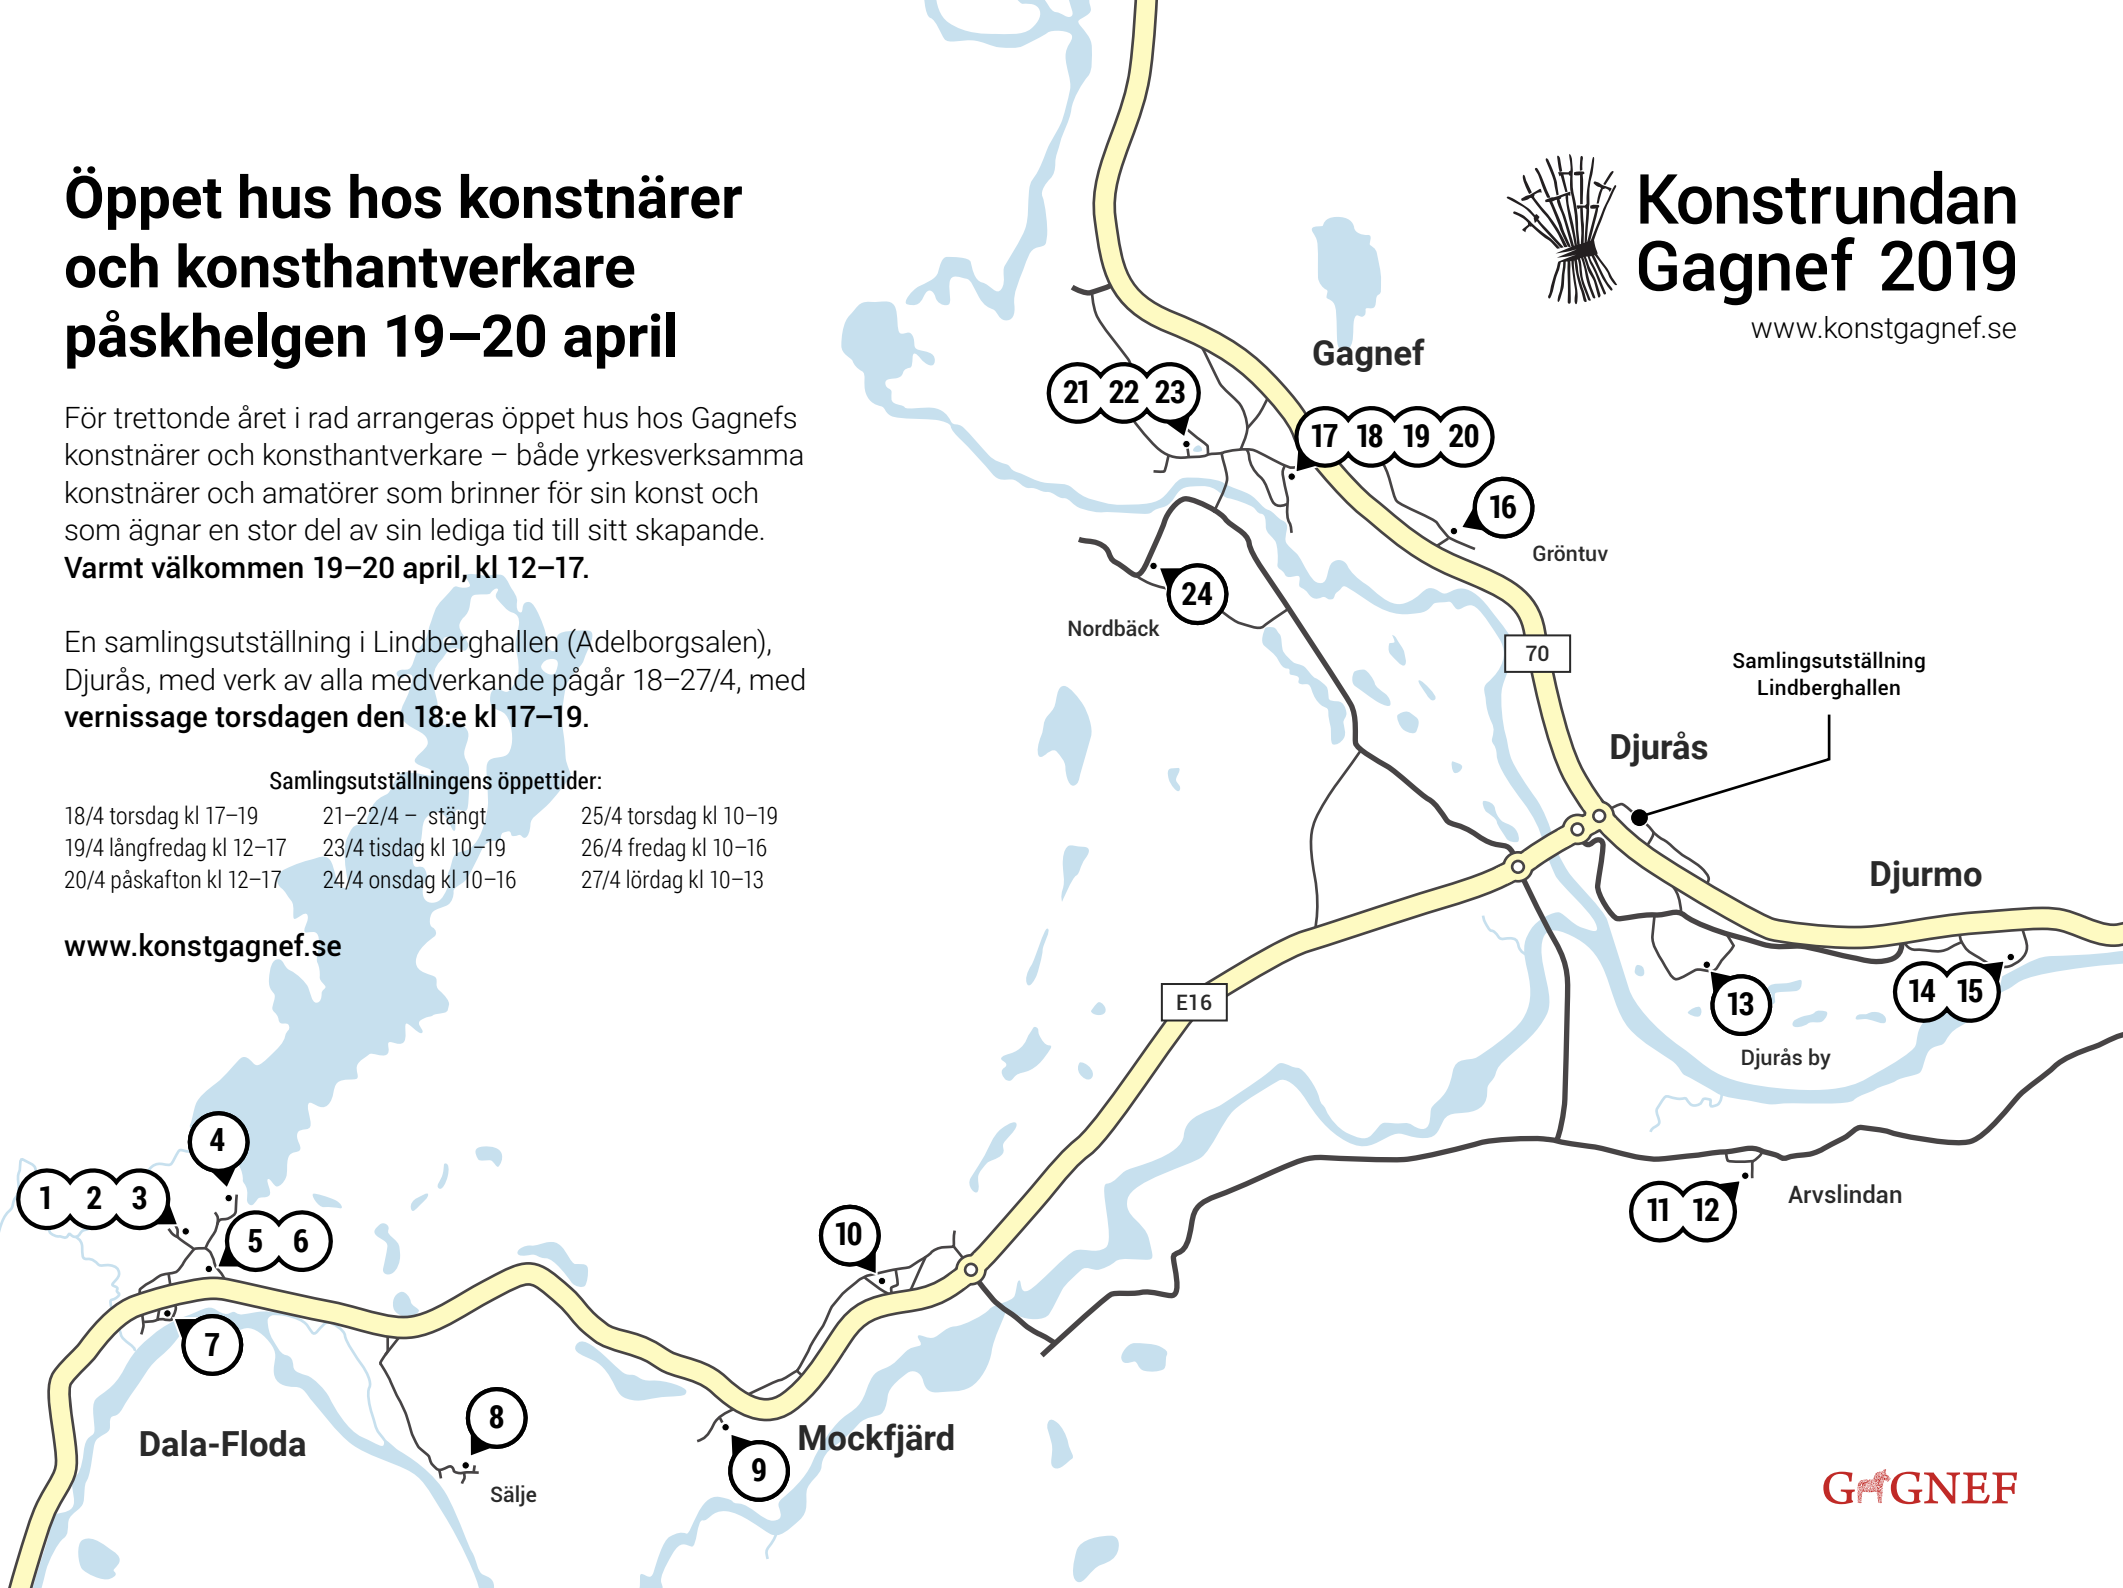 Öppet hus hos konstnärer
och konsthantverkare
påskhelgen 19–20 april
För trettonde året i rad arrangeras öppet hus hos Gagnefs
konstnärer och konsthantverkare – både yrkesverksamma
konstnärer och amatörer som brinner för sin konst och
som ägnar en stor del av sin lediga tid till sitt skapande.
Varmt välkommen 19–20 april, kl 12–17.
En samlingsutställning i Lindberghallen (Adelborgsalen),
Djurås, med verk av alla medverkande pågår 18–27/4, med
vernissage torsdagen den 18:e kl 17–19.
Samlingsutställningens öppettider:
18/4 torsdag kl 17–19
19/4 långfredag kl 12–17
20/4 påskafton kl 12–17
21–22/4 – stängt
23/4 tisdag kl 10–19
24/4 onsdag kl 10–16
25/4 torsdag kl 10–19
26/4 fredag kl 10–16
27/4 lördag kl 10–13
www.konstgagnef.se
Konstrundan
Gagnef 2019
www.konstgagnef.se
Gagnef
21 22 23
17 18 19 20
16
Gröntuv
24
Nordbäck
70
Samlingsutställning
Lindberghallen
Djurås
Djurmo
E16
14 15
13
Djurås by
4
1 2 3
5 6
10
11 12
Arvslindan
7
8
Dala-Floda
Mockfjärd
9
Sälje
GAGNEF